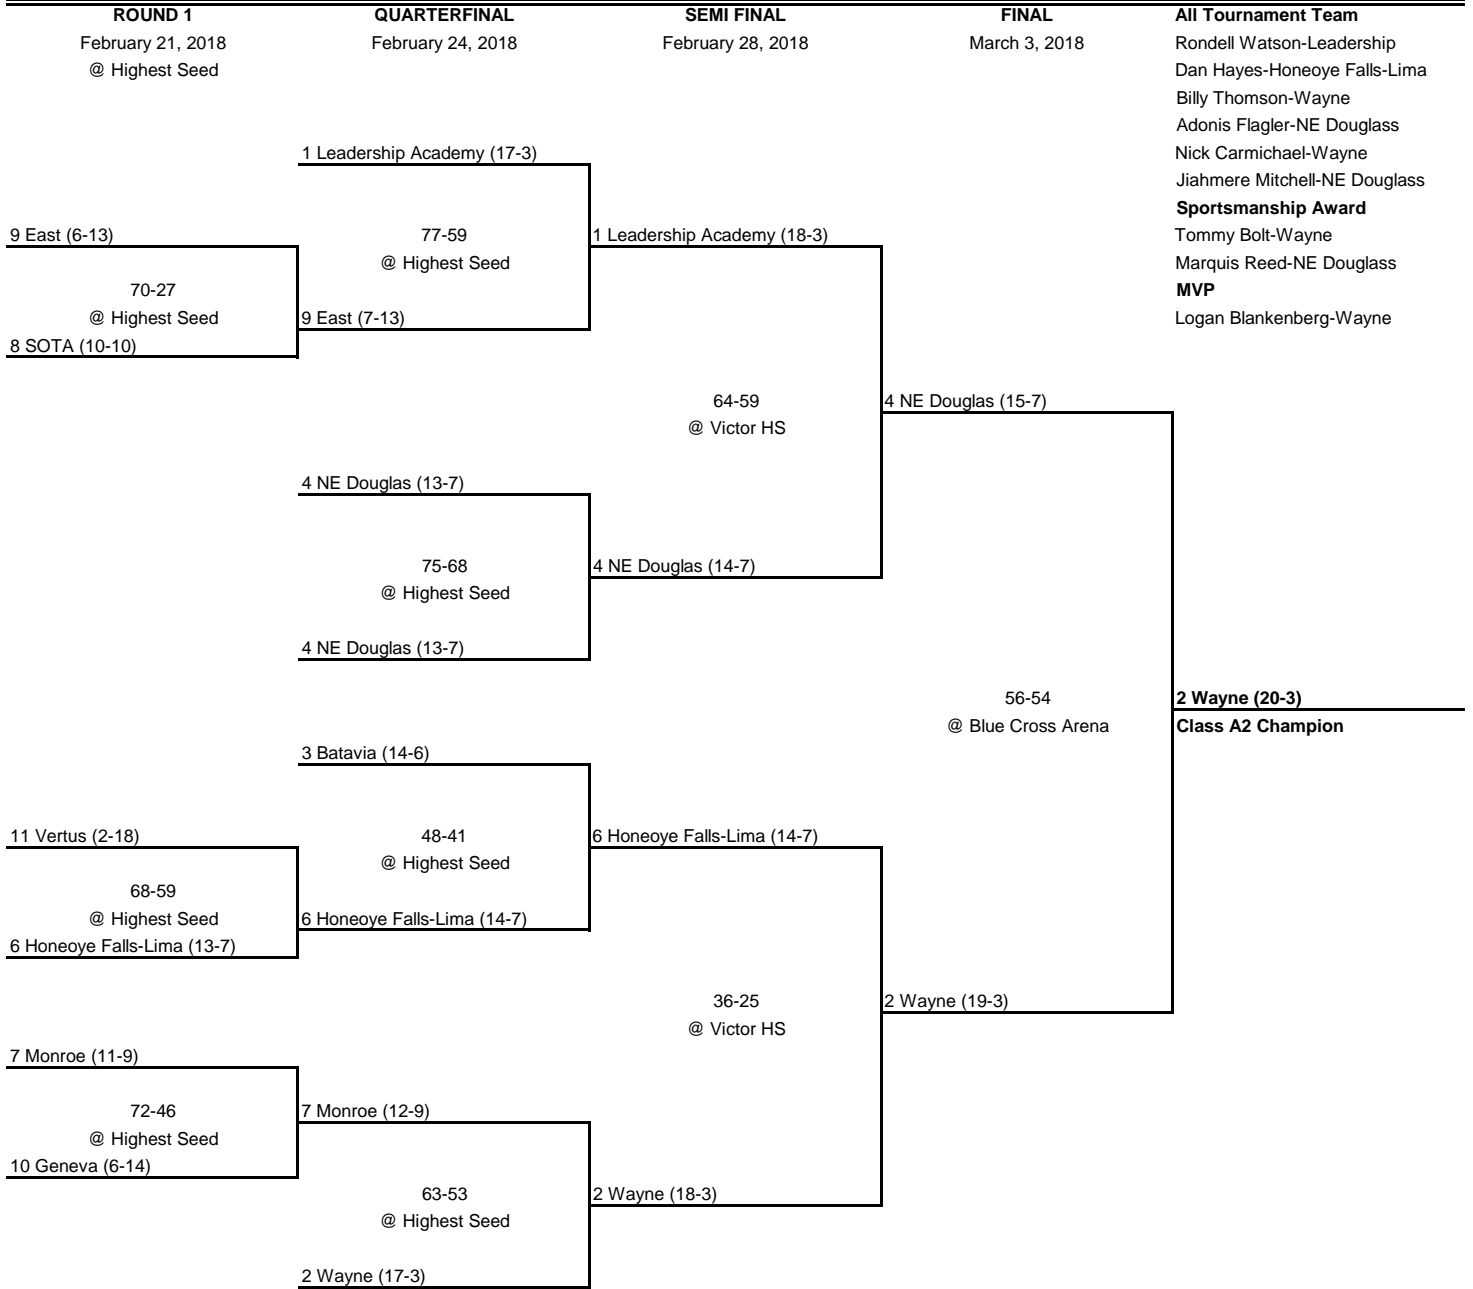 ROUND 1
February 21, 2018
@ Highest Seed
QUARTERFINAL
February 24, 2018
SEMI FINAL
February 28, 2018
FINAL
March 3, 2018
All Tournament Team
Rondell Watson-Leadership
Dan Hayes-Honeoye Falls-Lima
Billy Thomson-Wayne
Adonis Flagler-NE Douglass
Nick Carmichael-Wayne
Jiahmere Mitchell-NE Douglass
Sportsmanship Award
Tommy Bolt-Wayne
Marquis Reed-NE Douglass
MVP
Logan Blankenberg-Wayne
9 East (6-13)
70-27
@ Highest Seed
8 SOTA (10-10)
11 Vertus (2-18)
68-59
@ Highest Seed
6 Honeoye Falls-Lima (13-7)
7 Monroe (11-9)
72-46
@ Highest Seed
10 Geneva (6-14)
1 Leadership Academy (17-3)
77-59
@ Highest Seed
9 East (7-13)
4 NE Douglas (13-7)
75-68
@ Highest Seed
4 NE Douglas (13-7)
3 Batavia (14-6)
48-41
@ Highest Seed
6 Honeoye Falls-Lima (14-7)
7 Monroe (12-9)
63-53
@ Highest Seed
2 Wayne (17-3)
1 Leadership Academy (18-3)
64-59
@ Victor HS
4 NE Douglas (14-7)
6 Honeoye Falls-Lima (14-7)
36-25
@ Victor HS
2 Wayne (18-3)
4 NE Douglas (15-7)
56-54
@ Blue Cross Arena
2 Wayne (19-3)
2 Wayne (20-3)
Class A2 Champion